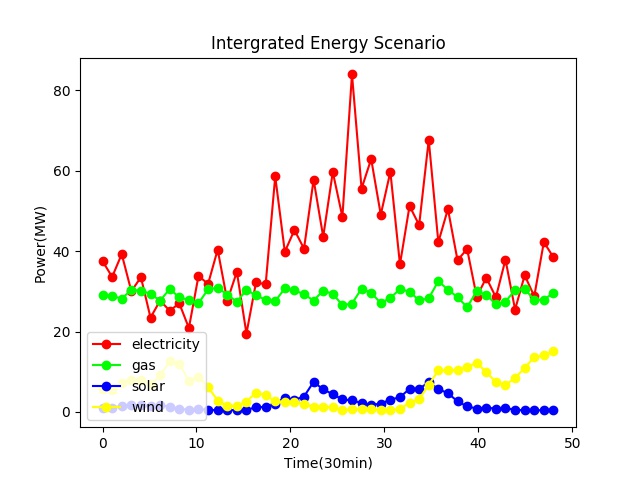 Intergrated Energy Scenario
Power(MW)
80
60
40
20
0
electricity
gas
solar
wind
0 10 20 30 40 50
Time(30min)